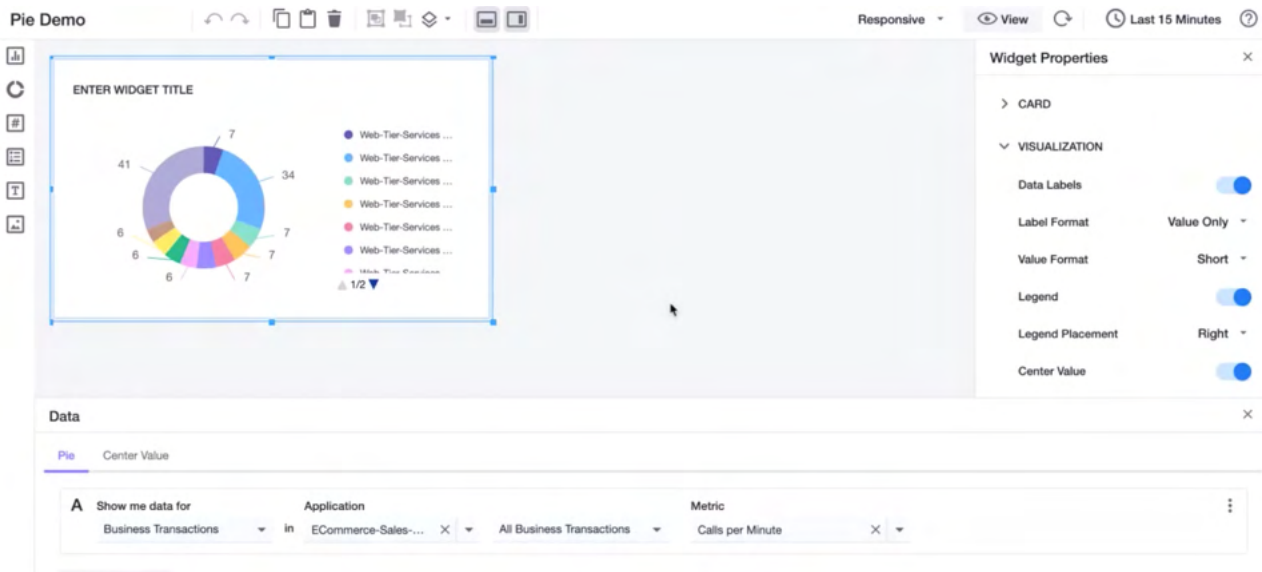 Pie Demo
Responsive
View
Last 15 Minutes
ENTER WIDGET TITLE
7
41
34
6
7
6
7
6
7
Web-Tier-Services ...
Web-Tier-Services ...
Web-Tier-Services ...
Web-Tier-Services ...
Web-Tier-Services ...
Web-Tier-Services ...
Web-Tier-Services
1/2
Widget Properties
CARD
VISUALIZATION
Data Labels
Label Format Value Only
Value Format Short
Legend
Legend Placement Right
Center Value
Data
Pie Center Value
A Show me data for Application Metric
Business Transactions in ECommerce-Sales-... All Business Transactions Calls per Minute